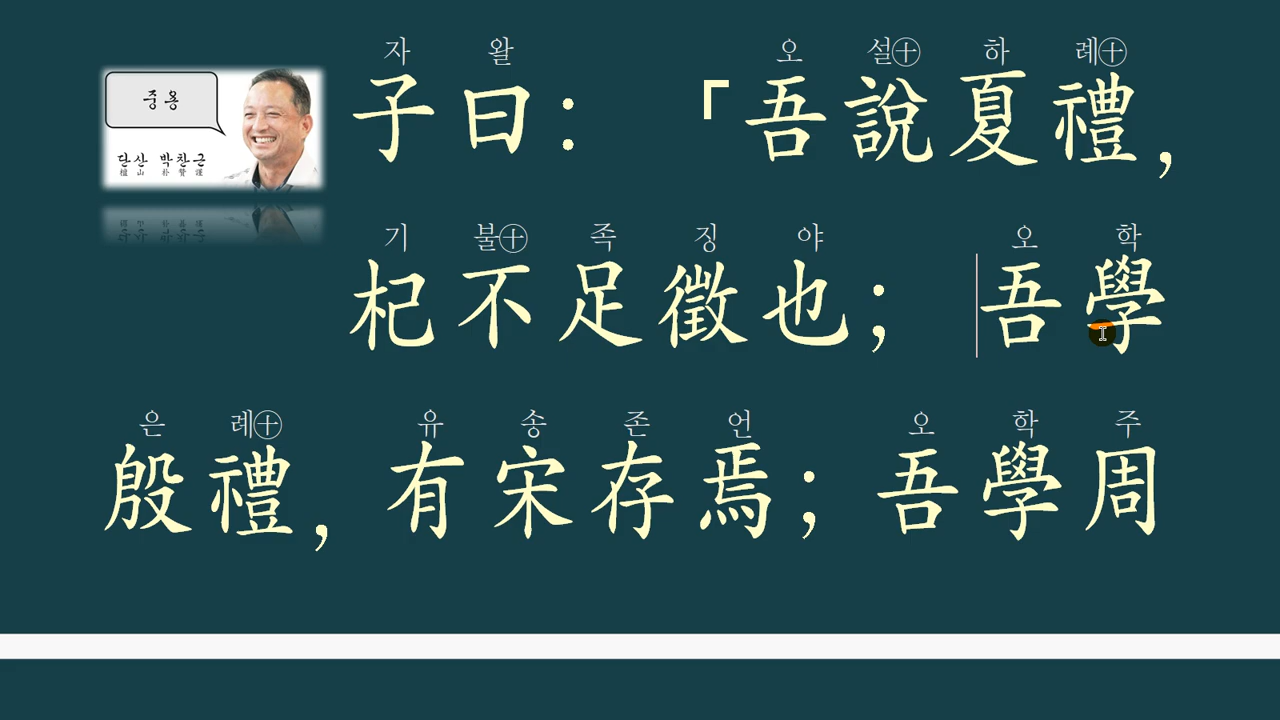 중용
단산 박찬근
檀山 朴贊謹
자 왈 오 설㊉ 하 례㊉
子曰：「吾說夏禮，
기 불㊉ 족 징 야 오 학
杞不足徵也；吾學
은 례㊉ 유 송 존 언 오 학 주
殷禮，有宋存焉；吾學周